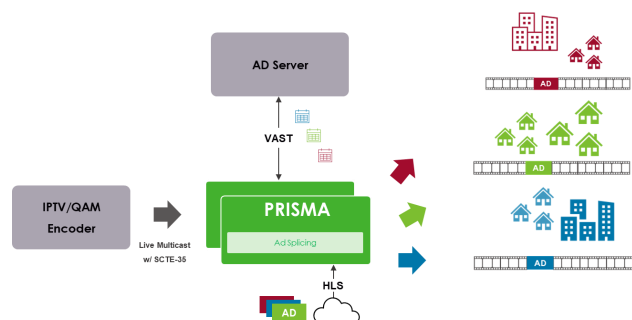 AD Server
AD
VAST
AD
IPTV/QAM
Encoder
PRISMA
Ad Splicing
Live Multicast
w/ SCTE-35
AD
HLS
AD